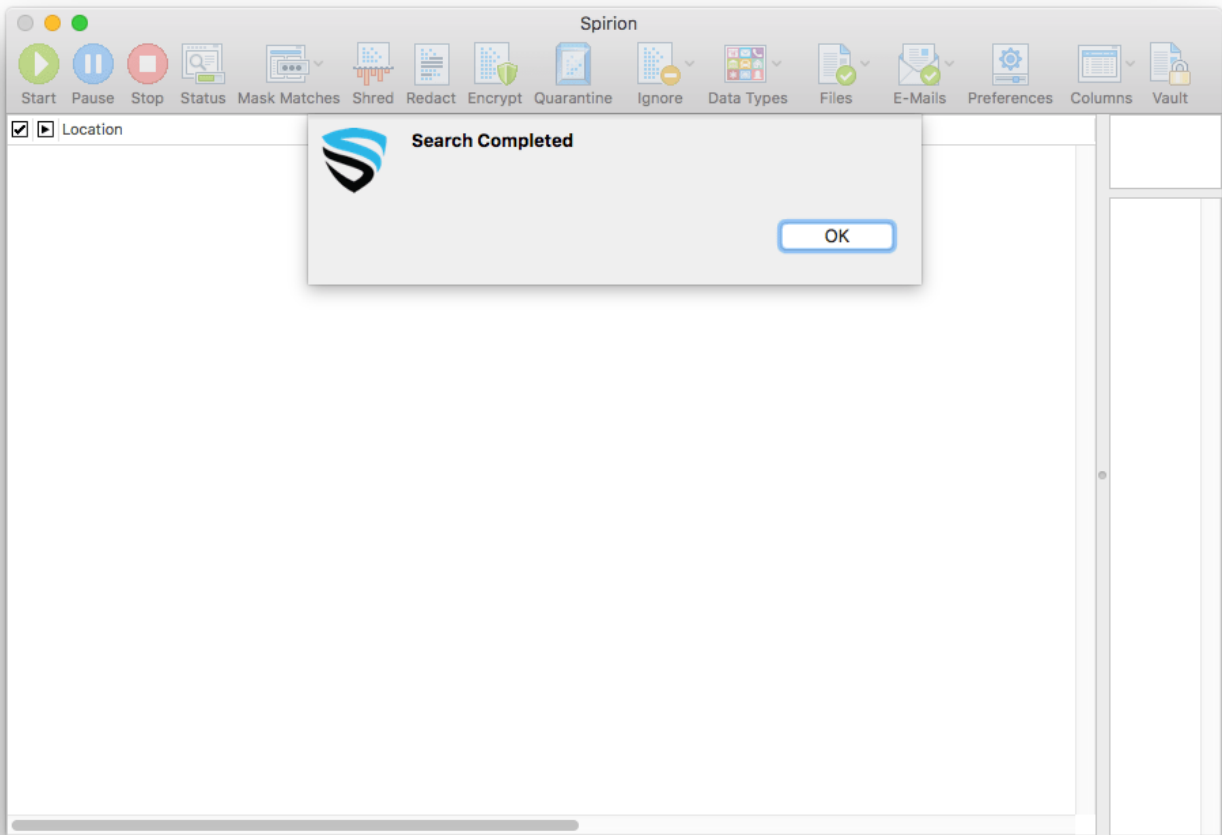 Spirion
Start Pause Stop Status Mask Matches Shred Redact Encrypt Quarantine Ignore Data Types Files E-Mails Preferences Columns Vault
Location
Search Completed
OK